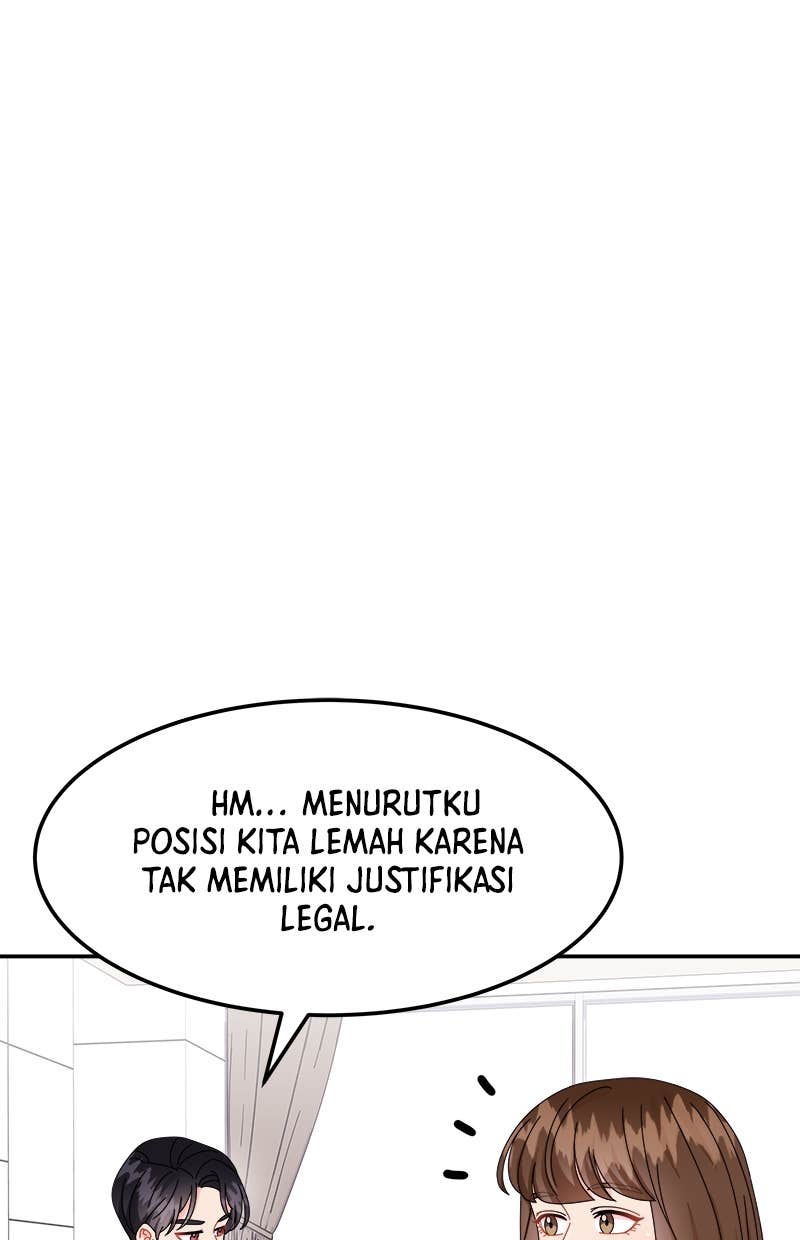 HM... MENURUTKU
POSISI KITA LEMAH KARENA
TAK MEMILIKI JUSTIFIKASI
LEGAL.